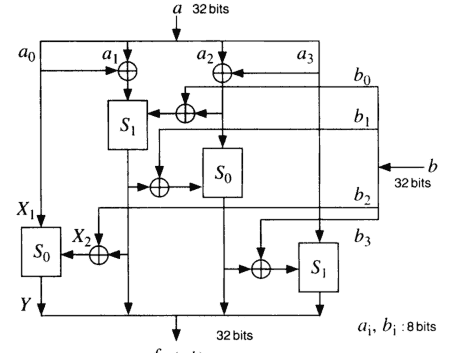 a 32 bits
a₀ a₁ a₂ a₃
b₀
S₁
b₁
S₀
b
32 bits
b₂
X₁ X₂
b₃
S₀ S₁
Y
32 bits
aᵢ, bᵢ : 8 bits